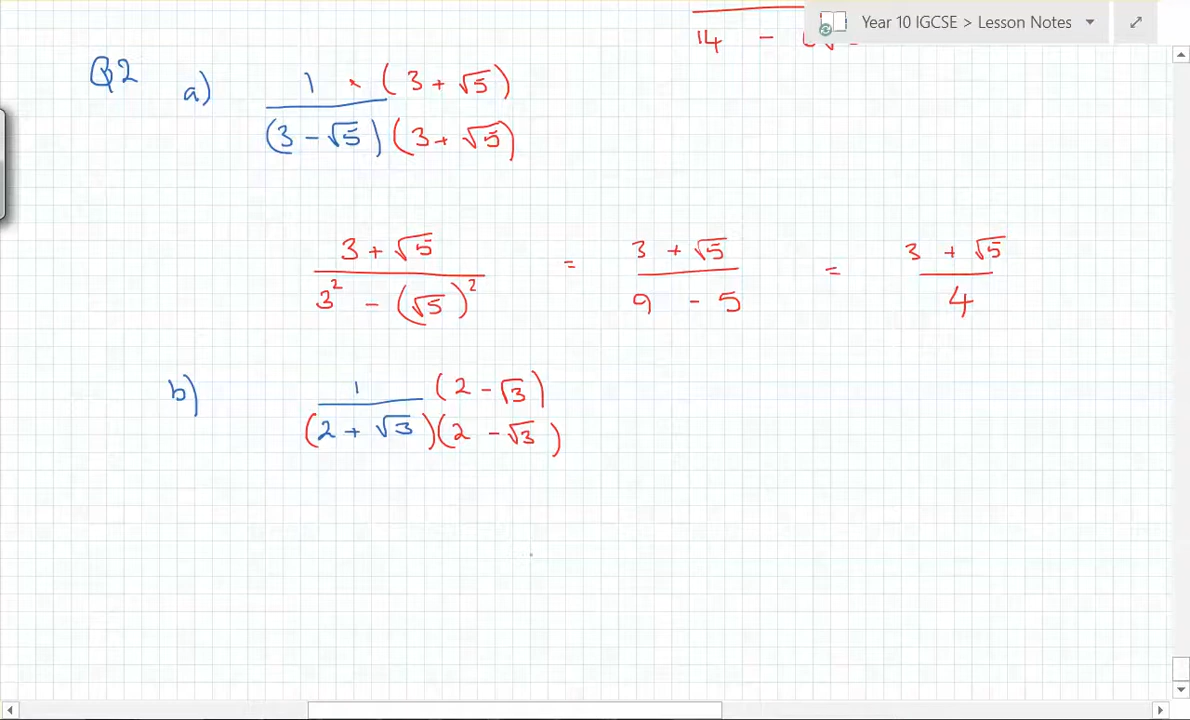 Year 10 IGCSE > Lesson Notes
14 -
Q2 a) 1 × (3 + √5)
(3 - √5)(3 + √5)
3 + √5 = 3 + √5 = 3 + √5
3² - (√5)² 9 - 5 4
b) 1 (2 - √3)
(2 + √3)(2 - √3)